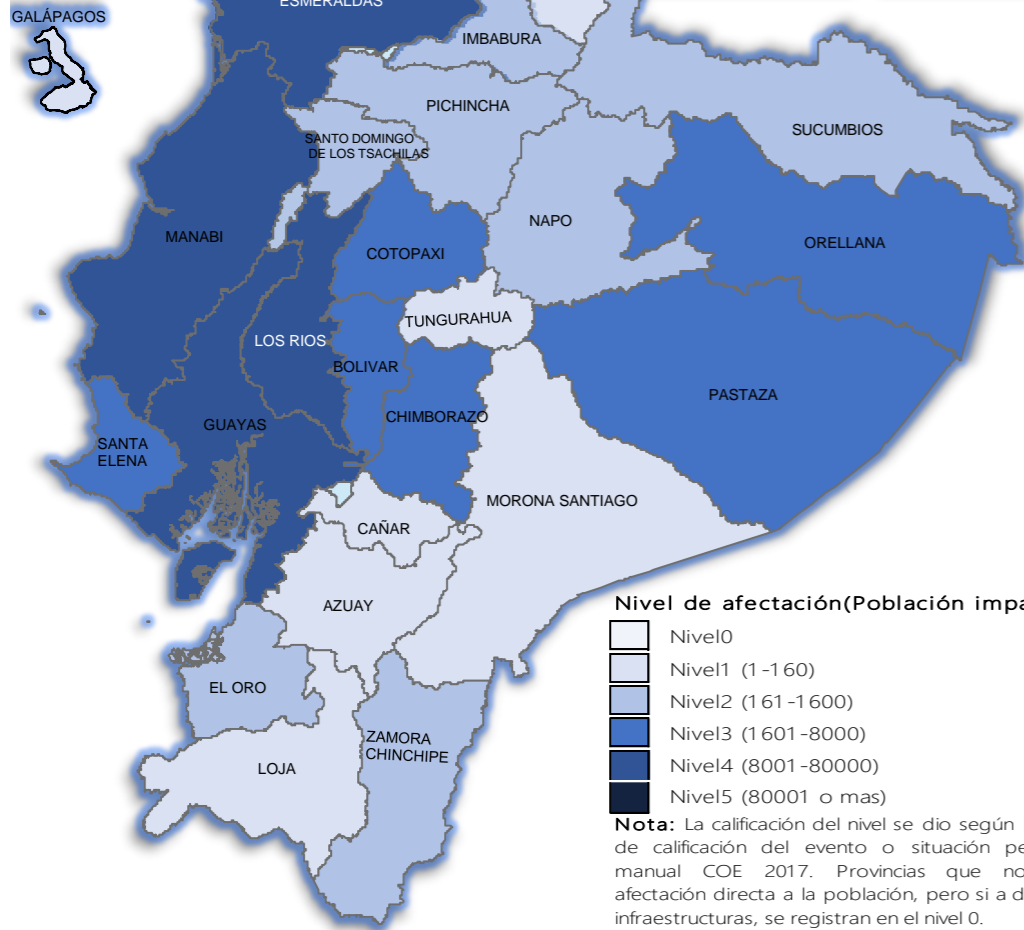 ESMERALDAS
GALÁPAGOS
IMBABURA
PICHINCHA
SUCUMBIOS
SANTO DOMINGO
DE LOS TSACHILAS
NAPO
MANABI
ORELLANA
COTOPAXI
TUNGURAHUA
LOS RIOS
BOLIVAR
PASTAZA
CHIMBORAZO
GUAYAS
SANTA
ELENA
MORONA SANTIAGO
CAÑAR
AZUAY
EL ORO
ZAMORA
CHINCHIPE
LOJA
Nivel de afectación(Población impa
Nivel0
Nivel1 (1-160)
Nivel2 (161-1600)
Nivel3 (1601-8000)
Nivel4 (8001-80000)
Nivel5 (80001 o mas)
Nota: La calificación del nivel se dio según
de calificación del evento o situación pe
manual COE 2017. Provincias que no
afectación directa a la población, pero si a d
infraestructuras, se registran en el nivel 0.